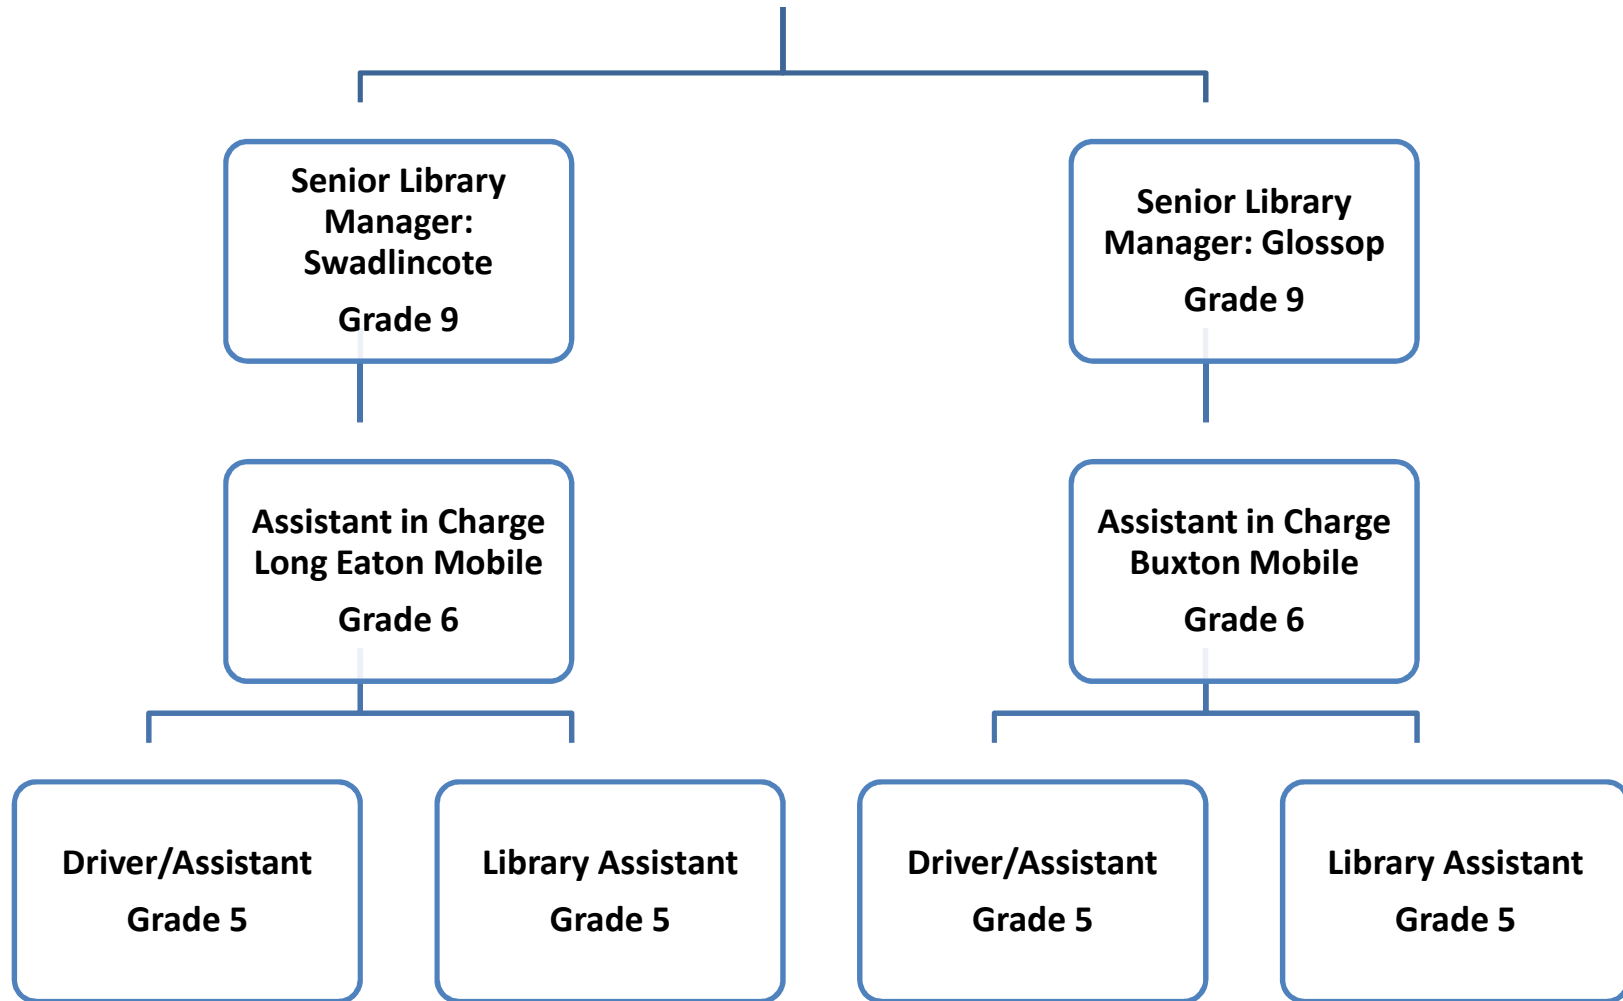 Senior Library
Manager:
Swadlincote
Grade 9
Senior Library
Manager: Glossop
Grade 9
Assistant in Charge
Long Eaton Mobile
Grade 6
Assistant in Charge
Buxton Mobile
Grade 6
Driver/Assistant
Grade 5
Library Assistant
Grade 5
Driver/Assistant
Grade 5
Library Assistant
Grade 5